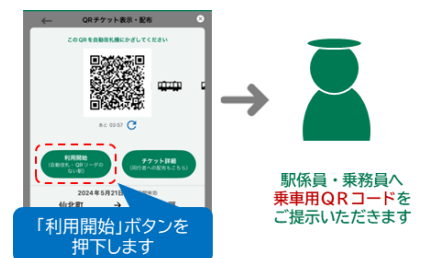 QRチケット表示・配布
このQRを自動改札機にかざしてください
あと 03:57
利用開始
(自動改札・QRリーダの
ない駅)
チケット詳細
(同行者への配布もこちら)
2024年5月21日
仙北町 →
「利用開始」ボタンを
押下します
駅係員・乗務員へ
乗車用QRコードを
ご提示いただきます